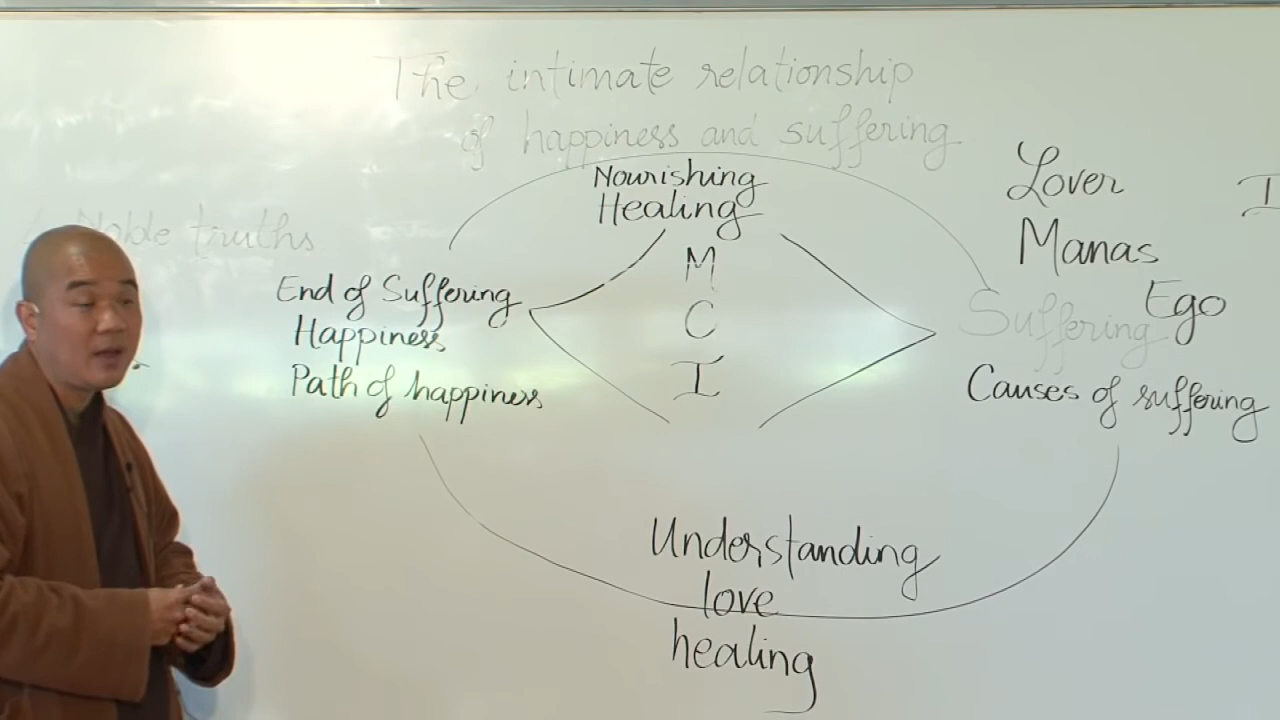 The intimate relationship
of happiness and suffering
Nourishing
Healing
M
C
I
4 Noble truths
End of Suffering
Happiness
Path of happiness
Lover
Manas
Ego
I
Suffering
Causes of suffering
Understanding
love
healing